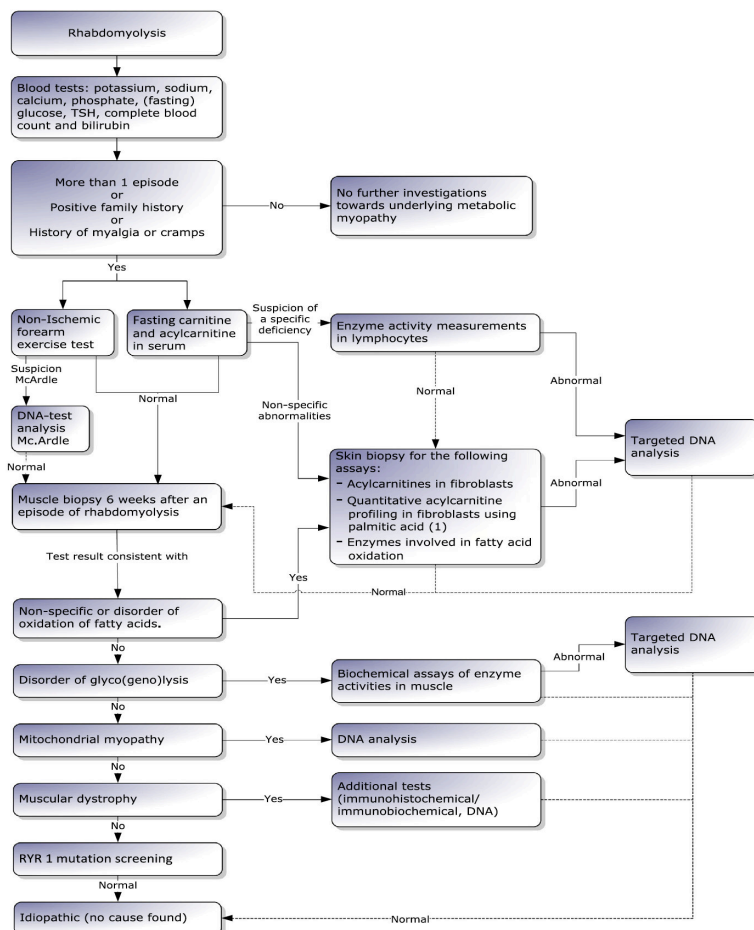 Rhabdomyolysis
Blood tests: potassium, sodium,
calcium, phosphate, (fasting)
glucose, TSH, complete blood
count and bilirubin
More than 1 episode
or
Positive family history
or
History of myalgia or cramps
No
No further investigations
towards underlying metabolic
myopathy
Yes
Non-Ischemic
forearm
exercise test
Fasting carnitine
and acylcarnitine
in serum
Suspicion of
a specific
deficiency
Enzyme activity measurements
in lymphocytes
Suspicion
McArdle
Normal
Non-specific
abnormalities
Normal
Abnormal
DNA-test
analysis
Mc.Ardle
Targeted DNA
analysis
Normal
Skin biopsy for the following
assays:
- Acylcarnitines in fibroblasts
- Quantitative acylcarnitine
profiling in fibroblasts using
palmitic acid (1)
- Enzymes involved in fatty acid
oxidation
Abnormal
Muscle biopsy 6 weeks after an
episode of rhabdomyolysis
Test result consistent with
Yes
Normal
Non-specific or disorder of
oxidation of fatty acids.
No
Disorder of glyco(geno)lysis
Yes
Biochemical assays of enzyme
activities in muscle
Abnormal
Targeted DNA
analysis
No
Mitochondrial myopathy
Yes
DNA analysis
No
Muscular dystrophy
Yes
Additional tests
(immunohistochemical/
immunobiochemical, DNA)
No
RYR 1 mutation screening
Normal
Idiopathic (no cause found)
Normal